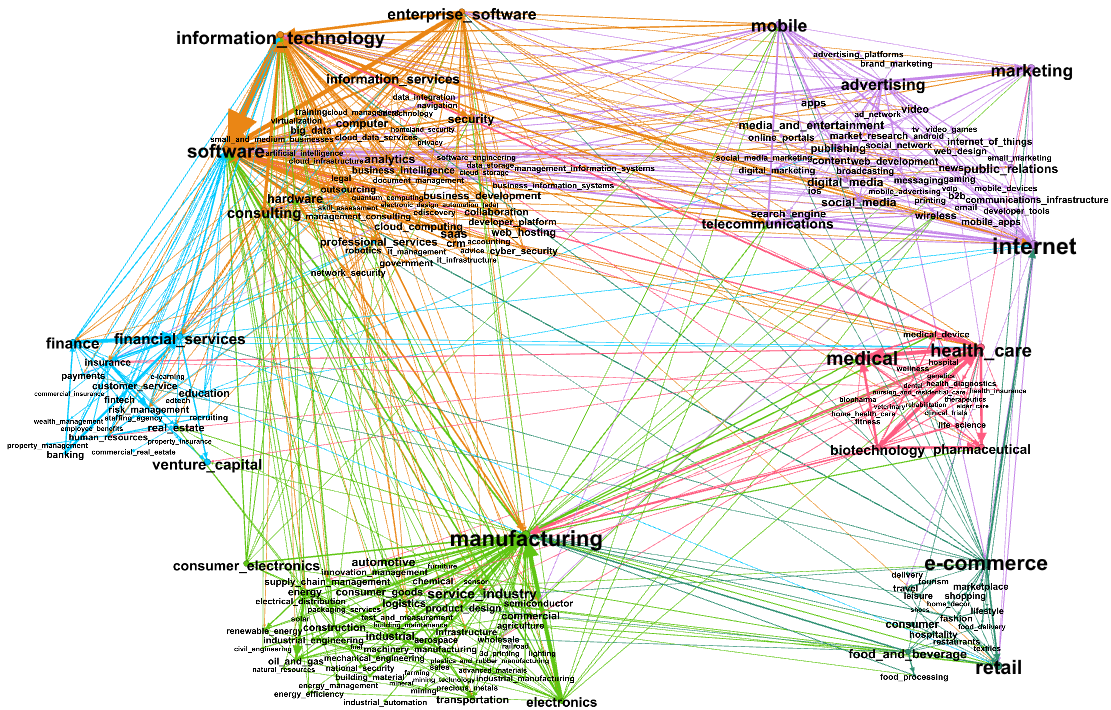 enterprise_software
mobile
information_technology
advertising_platforms
brand_marketing
marketing
information_services
advertising
data_integration
navigation
apps
video
training
cloud_management
ad_network
virtualization
computer
security
big_data
homeland_security
media_and_entertainment
tv_video_games
small_and_medium_businesses
cloud_data_services
privacy
online_portals
market_research
android
internet_of_things
software
artificial_intelligence
publishing
social_network
web_design
cloud_infrastructure
analytics
software_engineering
social_media_marketing
content
web_development
email_marketing
business_intelligence
data_storage
management_information_systems
digital_marketing
broadcasting
news
public_relations
legal
document_management
cloud_storage
digital_media
messaging
gaming
outsourcing
business_information_systems
ios
mobile_advertising
voip
mobile_devices
hardware
quantum_computing
business_development
social_media
printing
b2b
communications_infrastructure
skill_assessment
electronic_design_automation_(eda)
email
developer_tools
consulting
management_consulting
ediscovery
collaboration
search_engine
wireless
mobile_apps
cloud_computing
developer_platform
telecommunications
saas
web_hosting
internet
professional_services
crm
accounting
robotics
it_management
advice
cyber_security
government
it_infrastructure
network_security
finance
financial_services
medical_device
insurance
medical
health_care
payments
e-learning
hospital
customer_service
wellness
genetics
commercial_insurance
education
dental
health_diagnostics
fintech
edtech
nursing_and_residential_care
health_insurance
risk_management
biopharma
therapeutics
staffing_agency
recruiting
veterinary
rehabilitation
elder_care
wealth_management
employee_benefits
real_estate
home_health_care
clinical_trials
human_resources
fitness
life_science
property_management
property_insurance
banking
commercial_real_estate
biotechnology
pharmaceutical
venture_capital
manufacturing
consumer_electronics
automotive
furniture
e-commerce
innovation_management
delivery
supply_chain_management
chemical
sensor
tourism
energy
consumer_goods
service_industry
travel
marketplace
electrical_distribution
logistics
semiconductor
leisure
shopping
packaging_services
product_design
home_decor
solar
test_and_measurement
commercial
shoes
lifestyle
building_maintenance
agriculture
fashion
renewable_energy
construction
infrastructure
consumer
food_delivery
industrial_engineering
industrial
aerospace
wholesale
hospitality
civil_engineering
fuel
machinery_manufacturing
railroad
restaurants
3d_printing
lighting
textiles
oil_and_gas
mechanical_engineering
plastics_and_rubber_manufacturing
food_and_beverage
natural_resources
national_security
sales
advanced_materials
retail
building_material
farming
mining_technology
industrial_manufacturing
food_processing
energy_management
mineral
precious_metals
energy_efficiency
mining
industrial_automation
transportation
electronics